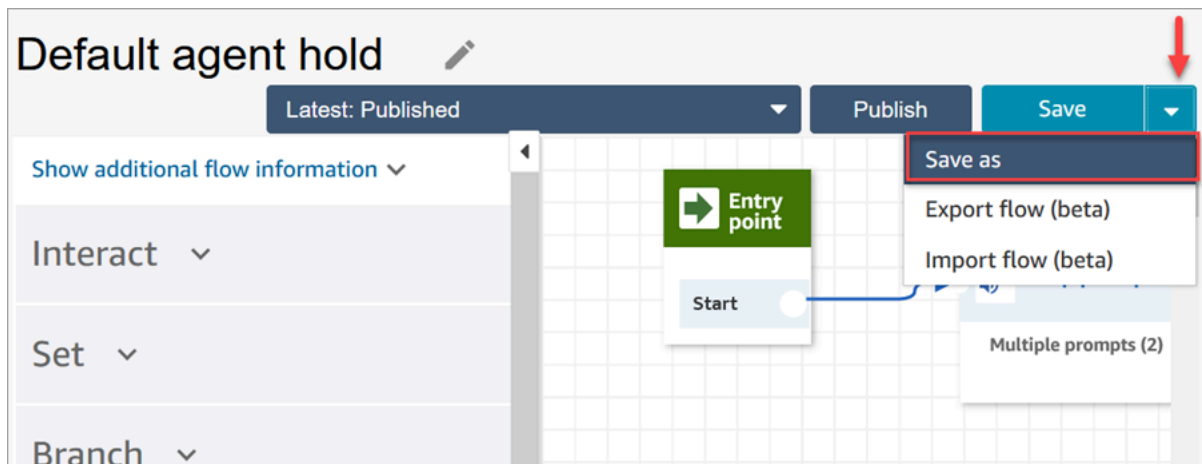 Default agent hold
Latest: Published
Publish
Save
Show additional flow information
Save as
Export flow (beta)
Import flow (beta)
Interact
Set
Branch
Entry
point
Start
Multiple prompts (2)